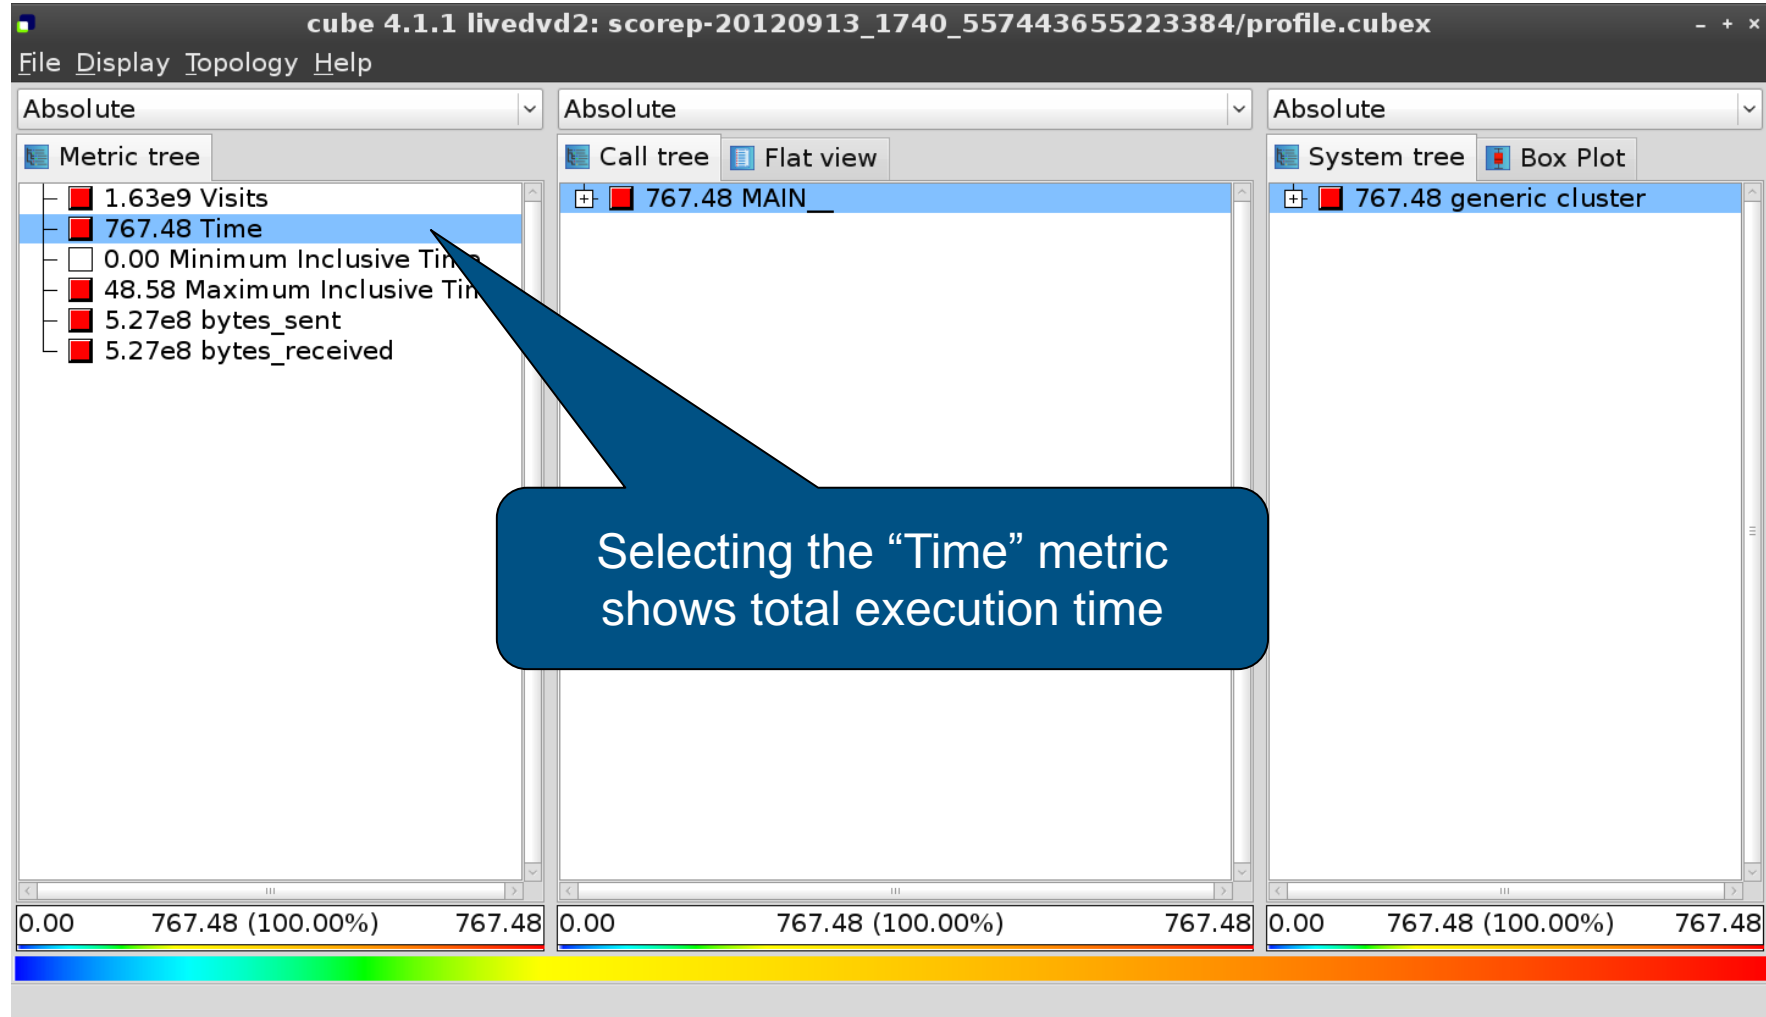 cube 4.1.1 livedvd2: scorep-20120913_1740_557443655223384/profile.cubex
File Display Topology Help
Absolute
Absolute
Absolute
Metric tree
Call tree
Flat view
System tree
Box Plot
1.63e9 Visits
767.48 Time
0.00 Minimum Inclusive Time
48.58 Maximum Inclusive Tim
5.27e8 bytes_sent
5.27e8 bytes_received
767.48 MAIN__
767.48 generic cluster
Selecting the “Time” metric
shows total execution time
0.00 767.48 (100.00%) 767.48
0.00 767.48 (100.00%) 767.48
0.00 767.48 (100.00%) 767.48